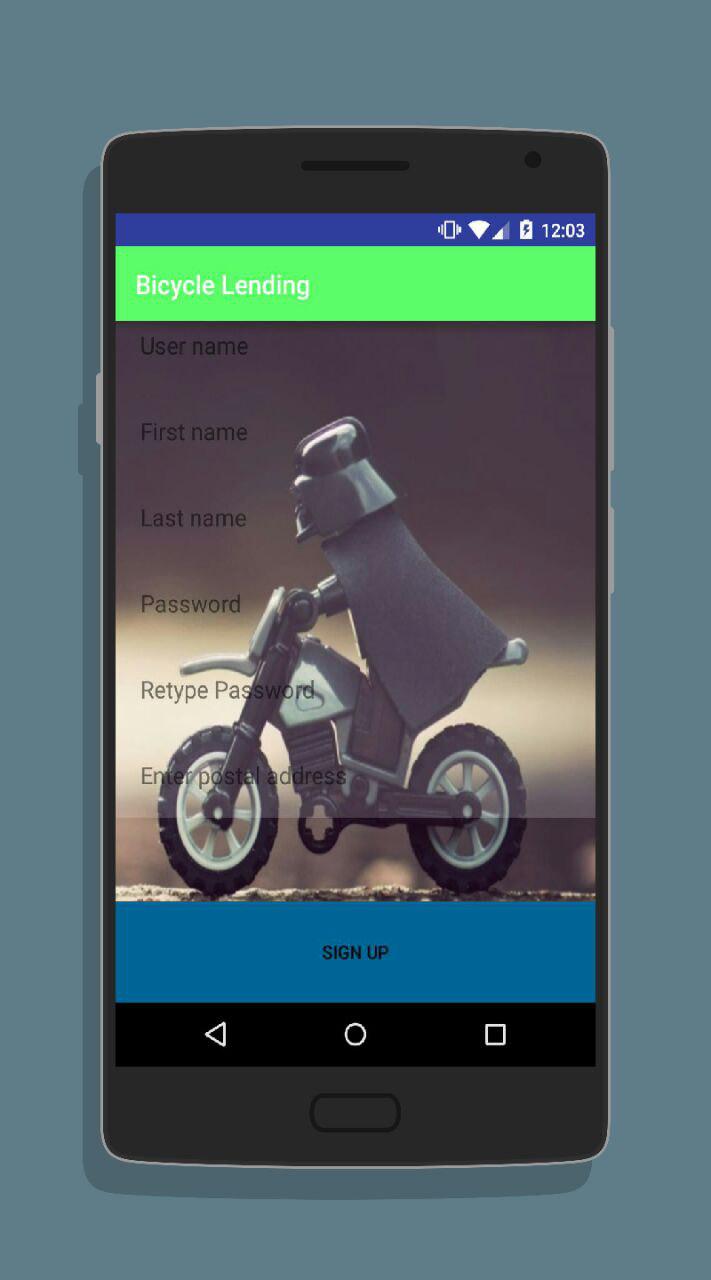 12:03
Bicycle Lending
User name
First name
Last name
Password
Retype Password
Enter postal address
SIGN UP